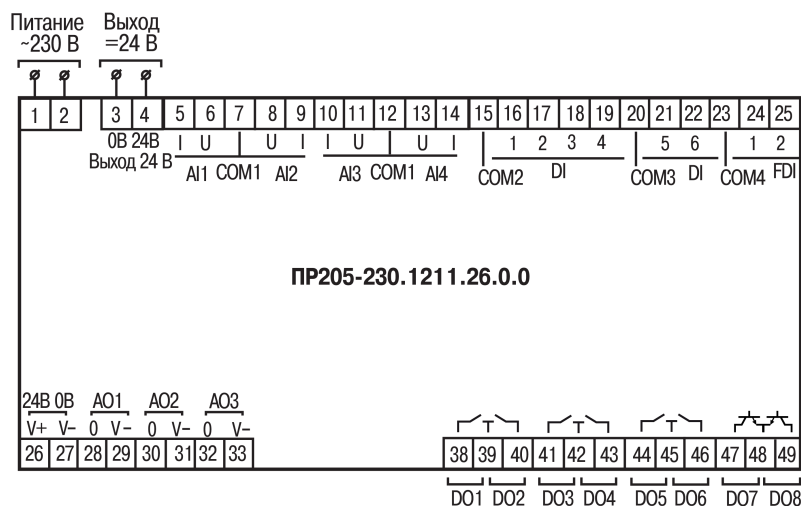 Питание Выход
~230 В =24 В
1 2 3 4 5 6 7 8 9 10 11 12 13 14 15 16 17 18 19 20 21 22 23 24 25
0В 24В I U U I I U U I 1 2 3 4 5 6 1 2
Выход 24 В AI1 COM1 AI2 AI3 COM1 AI4 COM2 DI COM3 DI COM4 FDI
ПР205-230.1211.26.0.0
24В 0В AO1 AO2 AO3
V+ V– 0 V– 0 V– 0 V–
26 27 28 29 30 31 32 33 38 39 40 41 42 43 44 45 46 47 48 49
DO1 DO2 DO3 DO4 DO5 DO6 DO7 DO8